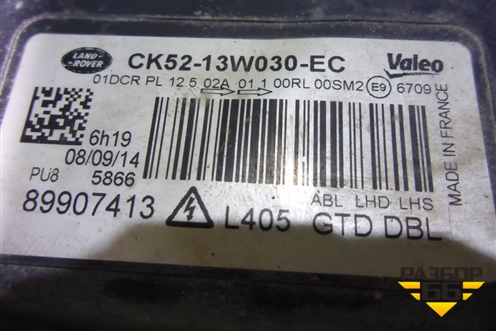 LAND-
ROVER
CK52-13W030-EC
Valeo
01DCR PL 12.5 02A 01.1 00RL 00SM2 E9 6709
6h19
08/09/14
PU8 5866
89907413
ABL LHD LHS
L405 GTD DBL
MADE IN FRANCE
РАЗБОР
66